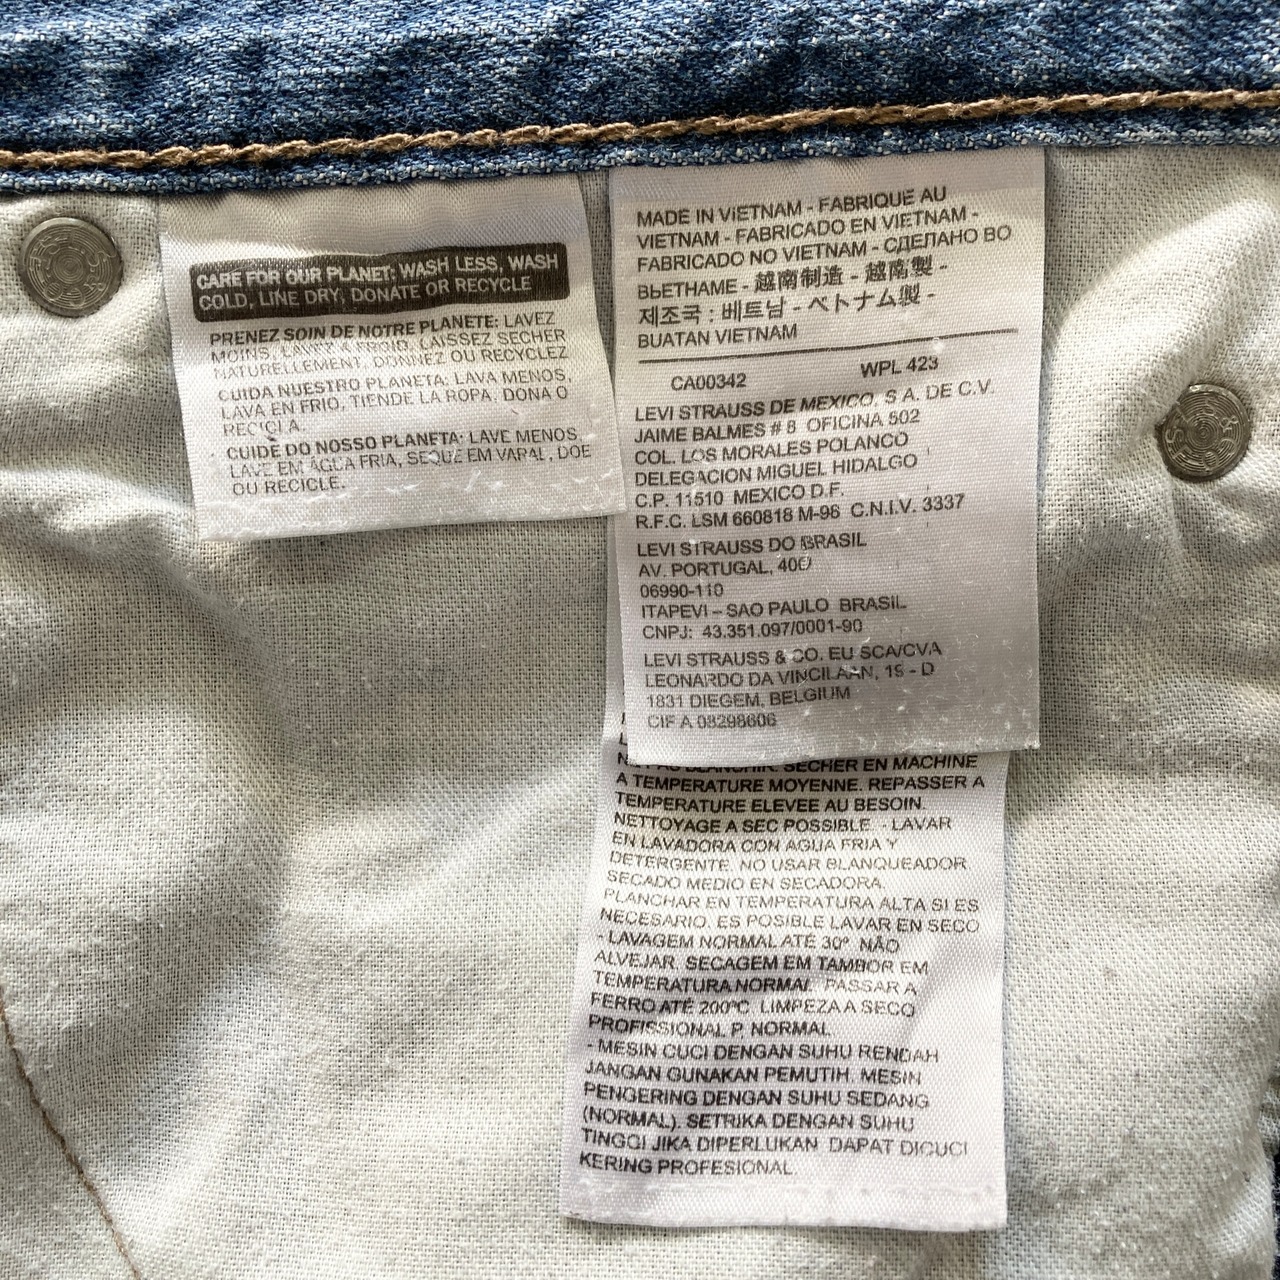 CARE FOR OUR PLANET: WASH LESS, WASH
COLD, LINE DRY, DONATE OR RECYCLE
PRENEZ SOIN DE NOTRE PLANETE: LAVEZ
MOINS, LAVEZ A FROID, LAISSEZ SECHER
NATURELLEMENT, DONNEZ OU RECYCLEZ
CUIDA NUESTRO PLANETA: LAVA MENOS,
LAVA EN FRIO, TIENDE LA ROPA, DONA O
RECICLA.
CUIDE DO NOSSO PLANETA: LAVE MENOS,
LAVE EM ÁGUA FRIA, SEQUE EM VARAL, DOE
OU RECICLE.
MADE IN VIETNAM - FABRIQUE AU
VIETNAM - FABRICADO EN VIETNAM -
FABRICADO NO VIETNAM - СДЕЛАНО ВО
ВЬЕТНАМЕ - 越南制造 - 越南製 -
제조국 : 베트남 - ベトナム製 -
BUATAN VIETNAM
CA00342 WPL 423
LEVI STRAUSS DE MEXICO, S A. DE C.V.
JAIME BALMES # 8 OFICINA 502
COL. LOS MORALES POLANCO
DELEGACION MIGUEL HIDALGO
C.P. 11510 MEXICO D.F.
R.F.C. LSM 660818 M-96 C.N.I.V. 3337
LEVI STRAUSS DO BRASIL
AV. PORTUGAL, 400
06990-110
ITAPEVI – SAO PAULO BRASIL
CNPJ: 43.351.097/0001-90
LEVI STRAUSS & CO. EU SCA/CVA
LEONARDO DA VINCILAAN, 19 - D
1831 DIEGEM, BELGIUM
CIF A 08298606
BLANCHIR. SECHER EN MACHINE
A TEMPERATURE MOYENNE. REPASSER A
TEMPERATURE ELEVEE AU BESOIN.
NETTOYAGE A SEC POSSIBLE. - LAVAR
EN LAVADORA CON AGUA FRIA Y
DETERGENTE. NO USAR BLANQUEADOR
SECADO MEDIO EN SECADORA.
PLANCHAR EN TEMPERATURA ALTA SI ES
NECESARIO. ES POSIBLE LAVAR EN SECO
- LAVAGEM NORMAL ATÉ 30° NÃO
ALVEJAR. SECAGEM EM TAMBOR EM
TEMPERATURA NORMAL PASSAR A
FERRO ATÉ 200°C LIMPEZA A SECO
PROFISSIONAL P. NORMAL
- MESIN CUCI DENGAN SUHU RENDAH
JANGAN GUNAKAN PEMUTIH. MESIN
PENGERING DENGAN SUHU SEDANG
(NORMAL). SETRIKA DENGAN SUHU
TINGGI JIKA DIPERLUKAN DAPAT DICUCI
KERING PROFESIONAL